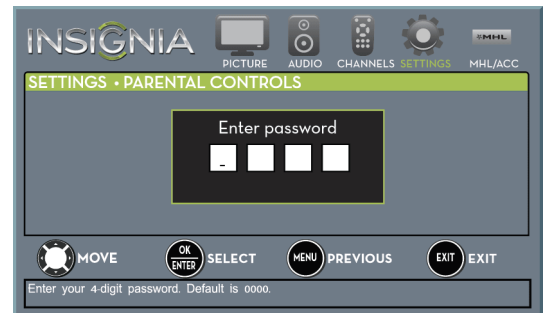 INSIGNIA
PICTURE AUDIO CHANNELS SETTINGS MHL MHL/ACC
SETTINGS • PARENTAL CONTROLS
Enter password
_
MOVE OK ENTER SELECT MENU PREVIOUS EXIT EXIT
Enter your 4-digit password. Default is 0000.